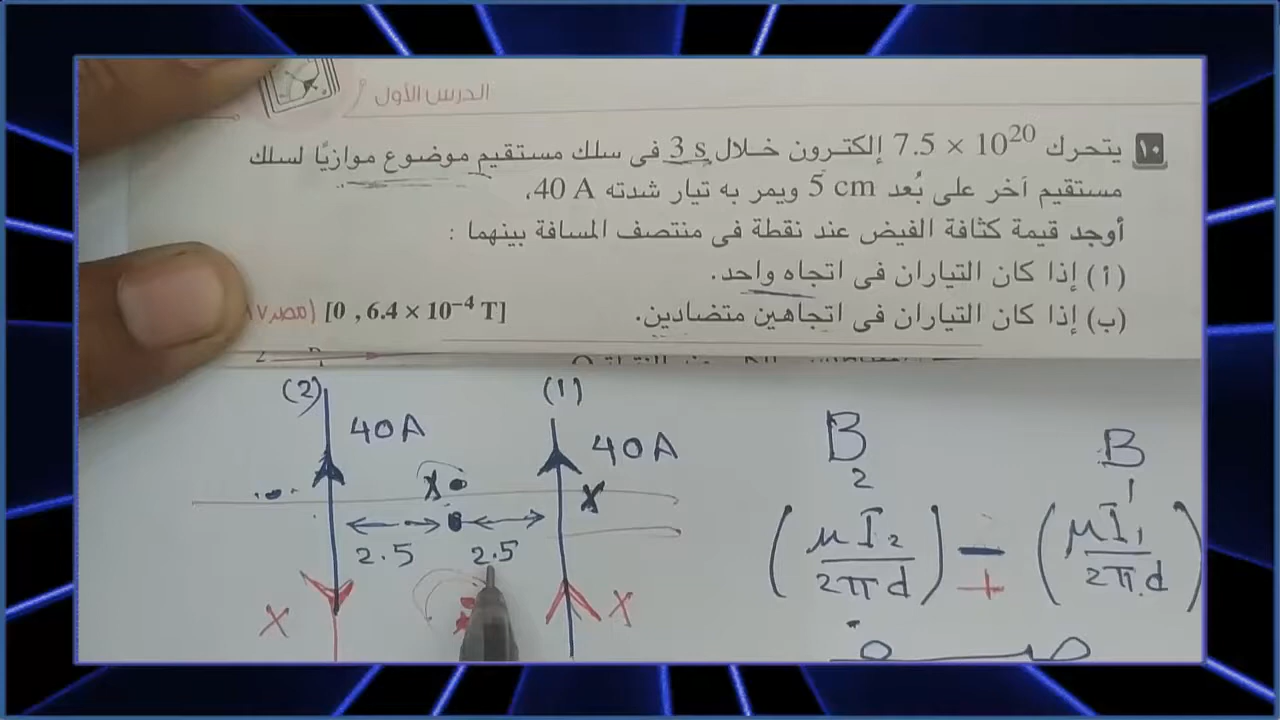 الدرس الأول
١٠ يتحرك 7.5 × 10²⁰ إلكترون خلال 3 s فى سلك مستقيم موضوع موازيًا لسلك
مستقيم آخر على بُعد 5 cm ويمر به تيار شدته 40 A،
أوجد قيمة كثافة الفيض عند نقطة فى منتصف المسافة بينهما :
(أ) إذا كان التياران فى اتجاه واحد.
(ب) إذا كان التياران فى اتجاهين متضادين.
[0 , 6.4 × 10⁻⁴ T] (مصر ٨٧
(2) (1)
40A 40A
X X
2.5 2.5
X X
B₂ B₁
(μI₂ / 2πd) − (μI₁ / 2πd)
+